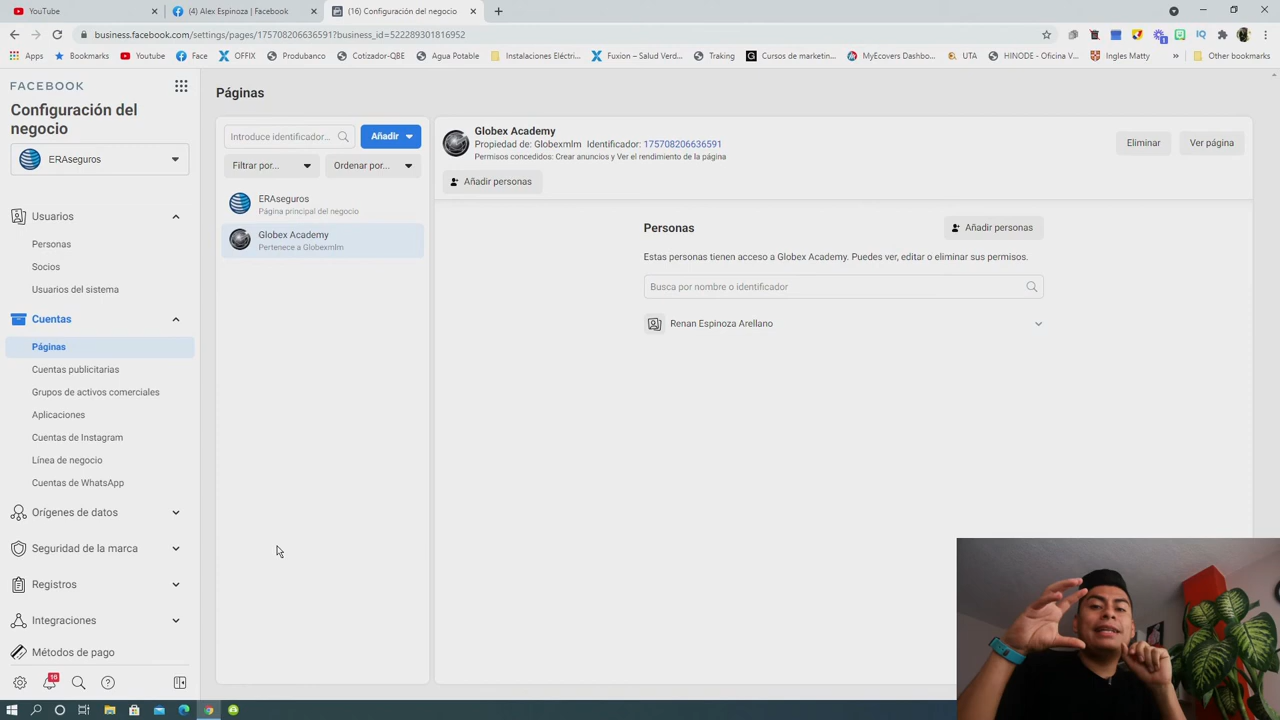 YouTube
(4) Alex Espinoza | Facebook
(16) Configuración del negocio
business.facebook.com/settings/pages/175708206636591?business_id=522289301816952
Apps
Bookmarks
Youtube
Face
OFFIX
Produbanco
Cotizador-QBE
Instalaciones Eléctri...
Fuxion – Salud Verd...
Traking
Cursos de marketin...
MyEcovers Dashbo...
UTA
HINODE - Oficina V...
Ingles Matty
»
Other bookmarks
FACEBOOK
Configuración del
negocio
ERAseguros
Usuarios
Personas
Socios
Usuarios del sistema
Cuentas
Páginas
Cuentas publicitarias
Grupos de activos comerciales
Aplicaciones
Cuentas de Instagram
Línea de negocio
Cuentas de WhatsApp
Orígenes de datos
Seguridad de la marca
Registros
Integraciones
Métodos de pago
16
Páginas
Introduce identificador...
Añadir
Filtrar por...
Ordenar por...
ERAseguros
Página principal del negocio
Globex Academy
Pertenece a Globexmlm
Globex Academy
Propiedad de: Globexmlm Identificador: 175708206636591
Permisos concedidos: Crear anuncios y Ver el rendimiento de la página
Eliminar
Ver página
Añadir personas
Personas
Añadir personas
Estas personas tienen acceso a Globex Academy. Puedes ver, editar o eliminar sus permisos.
Busca por nombre o identificador
Renan Espinoza Arellano